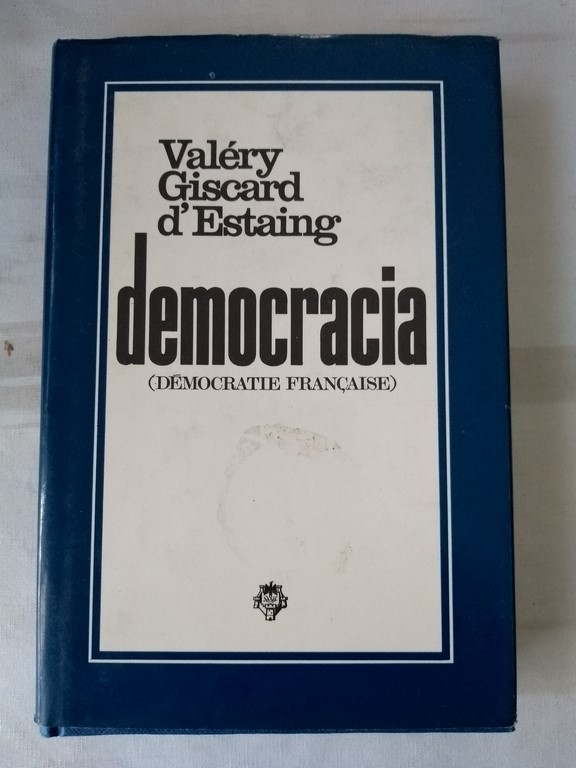 Valéry
Giscard
d'Estaing
democracia
(DÉMOCRATIE FRANÇAISE)